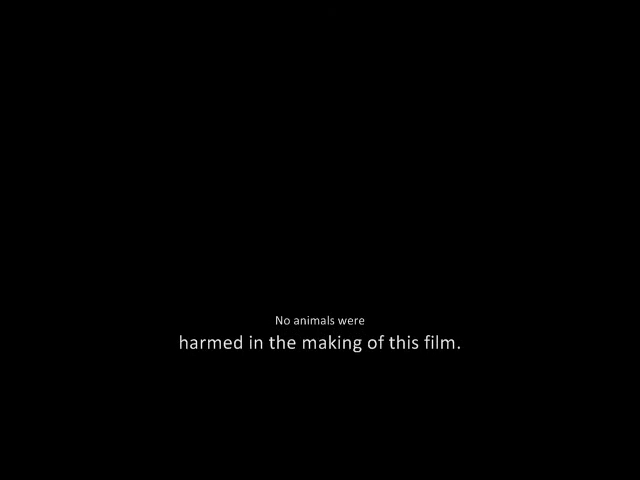 No animals were
harmed in the making of this film.